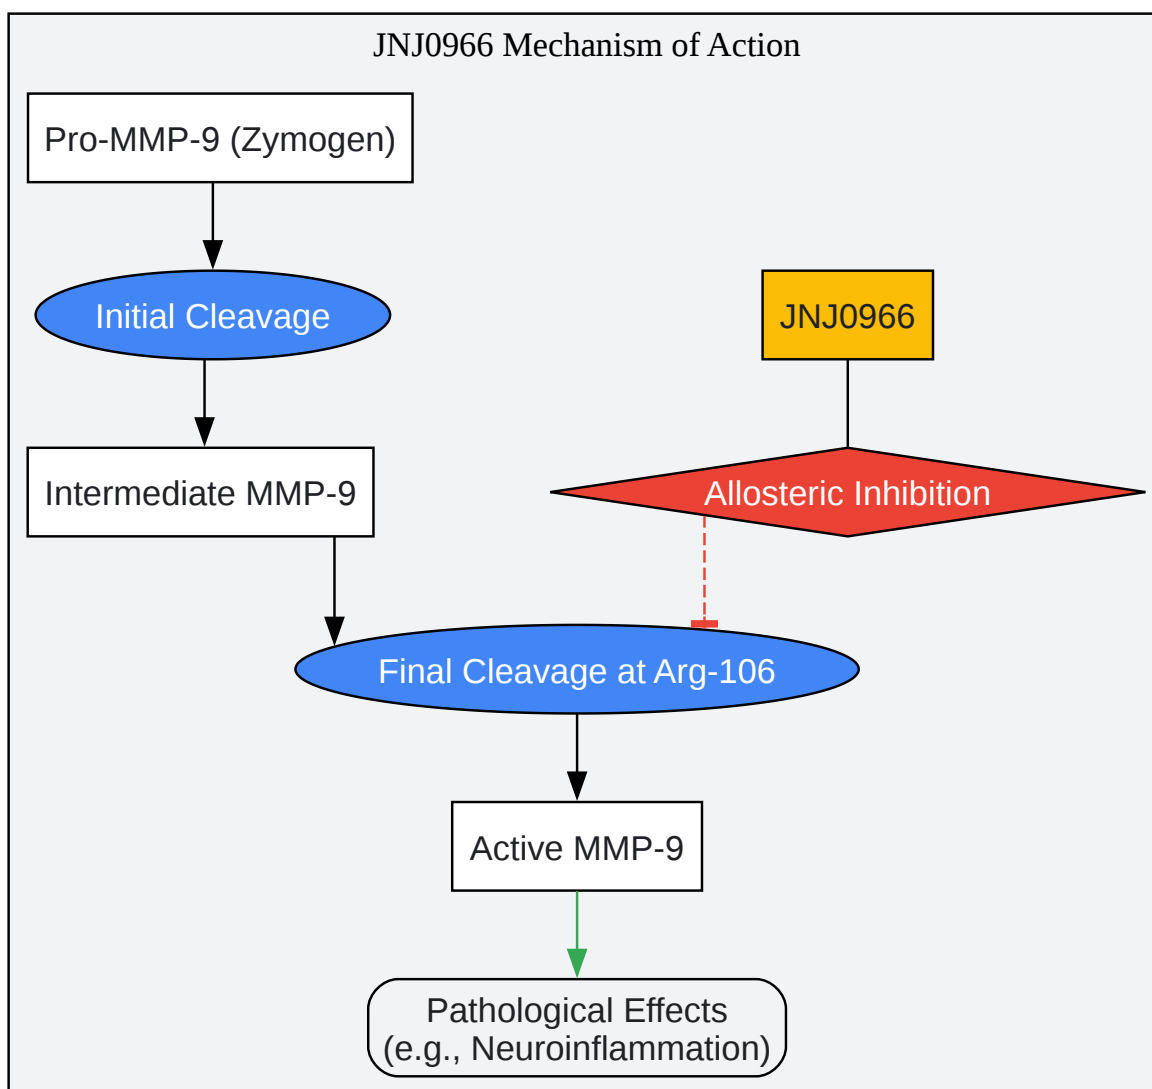 JNJ0966 Mechanism of Action
Pro-MMP-9 (Zymogen)
Initial Cleavage
JNJ0966
Intermediate MMP-9
Allosteric Inhibition
Final Cleavage at Arg-106
Active MMP-9
Pathological Effects
(e.g., Neuroinflammation)